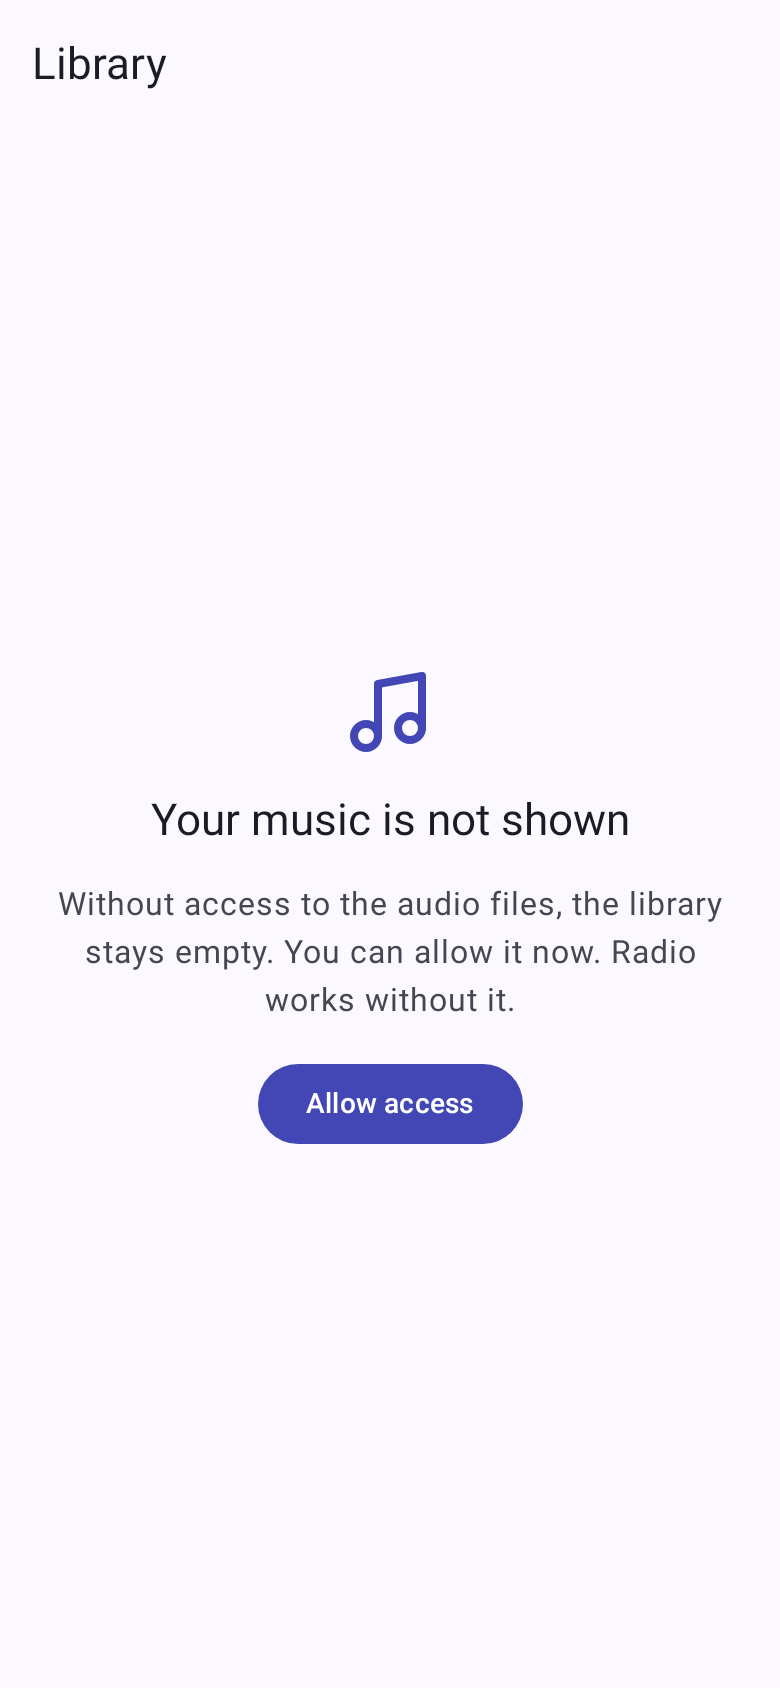 Library
Your music is not shown
Without access to the audio files, the library
stays empty. You can allow it now. Radio
works without it.
Allow access